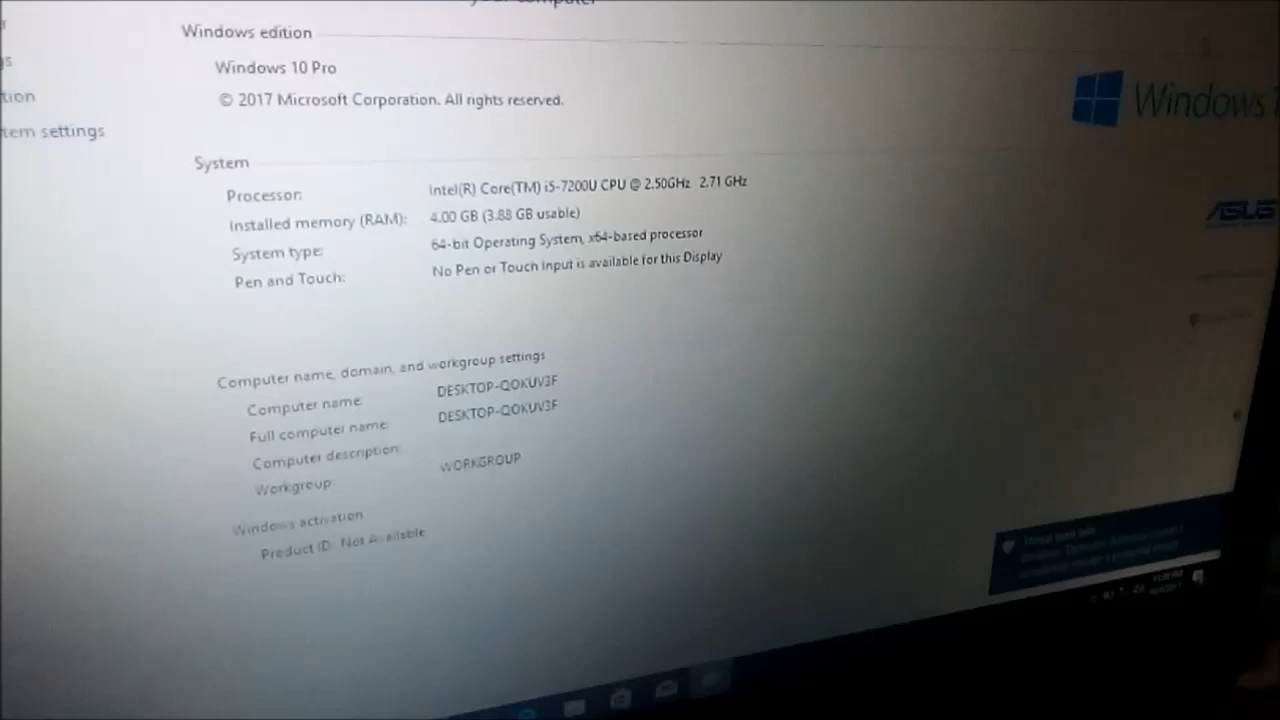 your computer
Windows edition
Windows 10 Pro
© 2017 Microsoft Corporation. All rights reserved.
tem settings
Windows
System
Processor: Intel(R) Core(TM) i5-7200U CPU @ 2.50GHz 2.71 GHz
Installed memory (RAM): 4.00 GB (3.88 GB usable)
System type: 64-bit Operating System, x64-based processor
Pen and Touch: No Pen or Touch Input is available for this Display
ASUS
Computer name, domain, and workgroup settings
Computer name: DESKTOP-QOKUV3F
Full computer name: DESKTOP-QOKUV3F
Computer description:
Workgroup: WORKGROUP
Windows activation
Product ID: Not Available